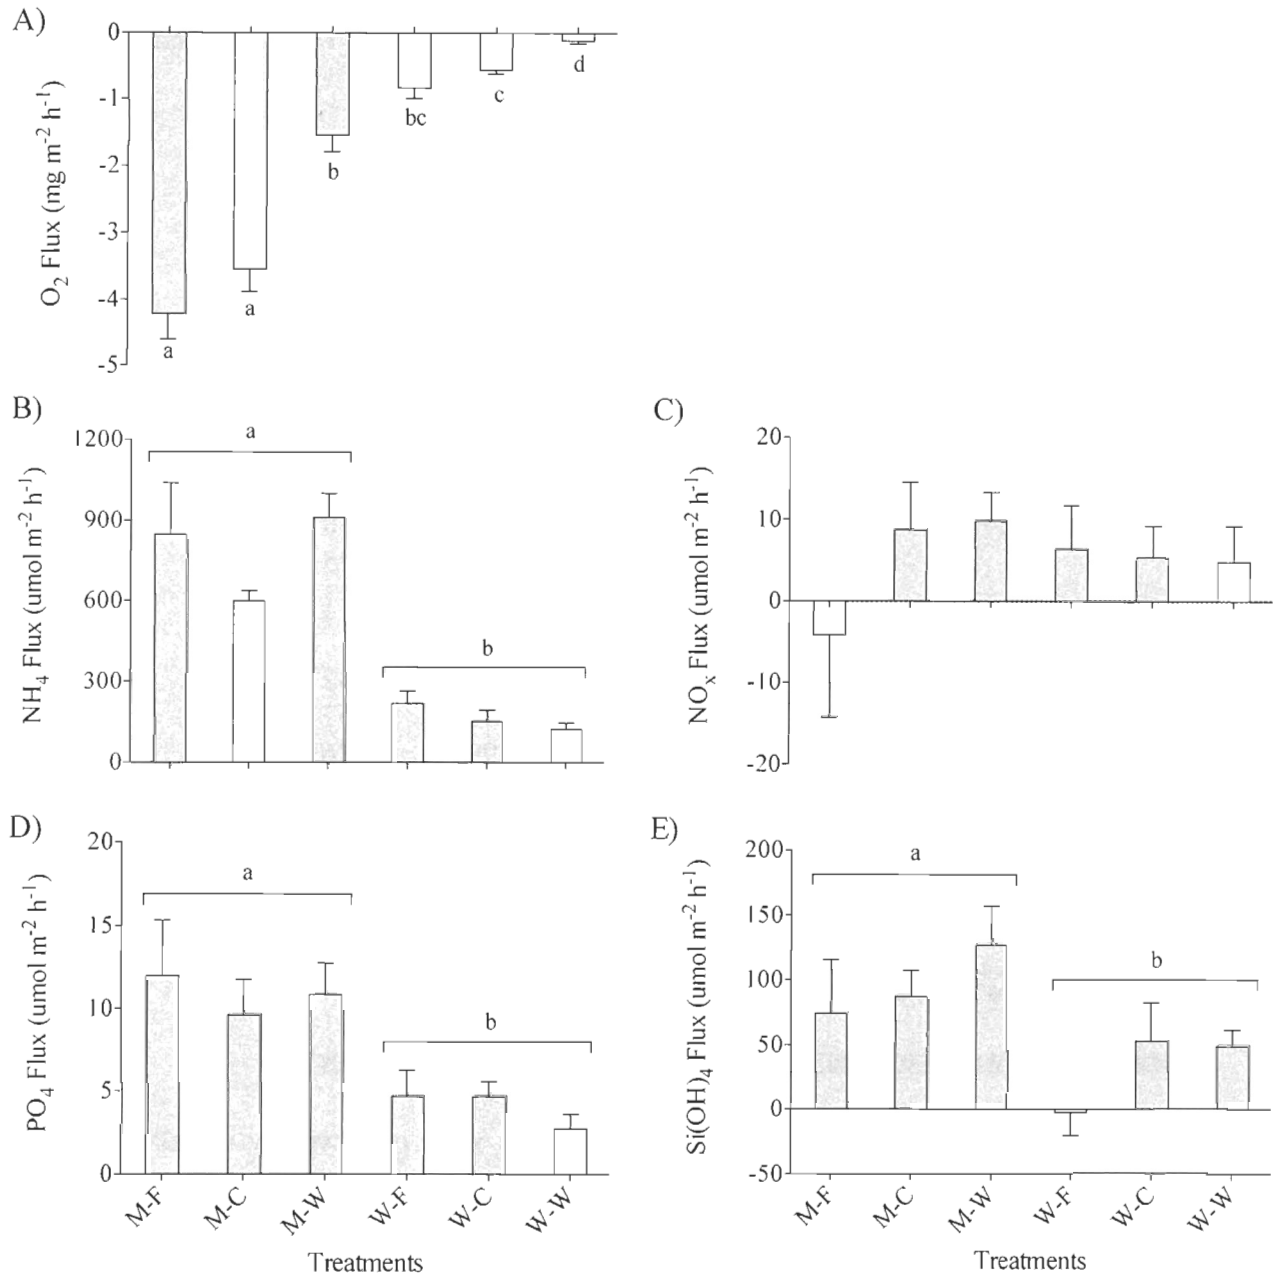 A)
O2 Flux (mg m-2 h-1)
0
-1
-2
-3
-4
-5
a
a
b
bc
c
d
B)
NH4 Flux (umol m-2 h-1)
1200
900
600
300
0
a
b
C)
NOx Flux (umol m-2 h-1)
20
10
0
-10
-20
D)
PO4 Flux (umol m-2 h-1)
20
15
10
5
0
a
b
M-F
M-C
M-W
W-F
W-C
W-W
Treatments
E)
Si(OH)4 Flux (umol m-2 h-1)
200
150
100
50
0
-50
a
b
M-F
M-C
M-W
W-F
W-C
W-W
Treatments